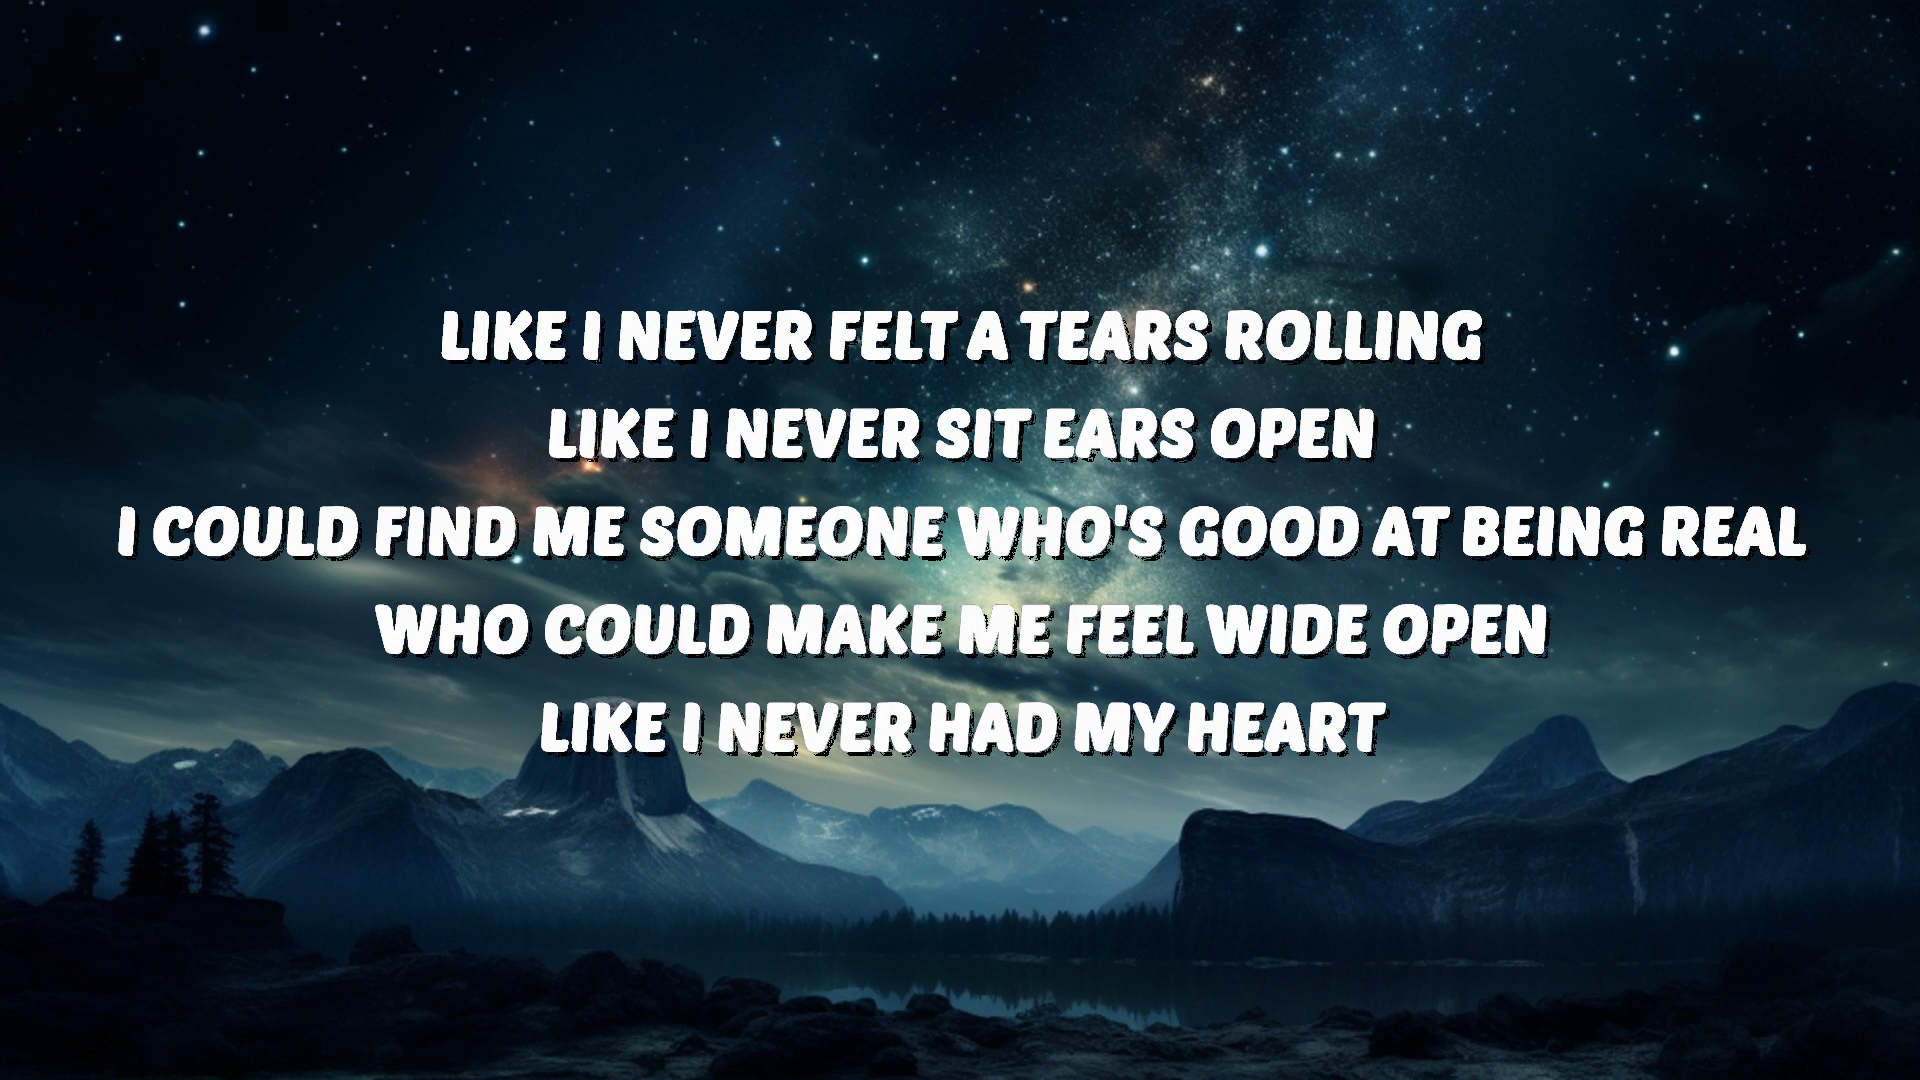 LIKE I NEVER FELT A TEARS ROLLING
LIKE I NEVER SIT EARS OPEN
I COULD FIND ME SOMEONE WHO'S GOOD AT BEING REAL
WHO COULD MAKE ME FEEL WIDE OPEN
LIKE I NEVER HAD MY HEART